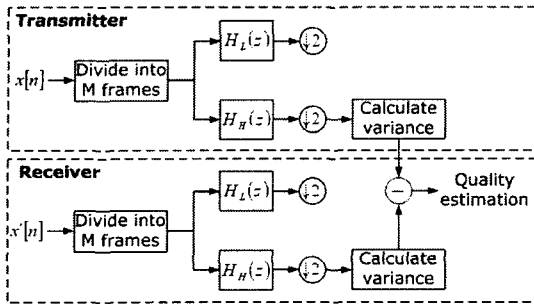 Transmitter
H_L(z) ↓2
x[n] Divide into
M frames
H_H(z) ↓2 Calculate
variance
Receiver
− Quality
estimation
H_L(z) ↓2
x'[n] Divide into
M frames
H_H(z) ↓2 Calculate
variance